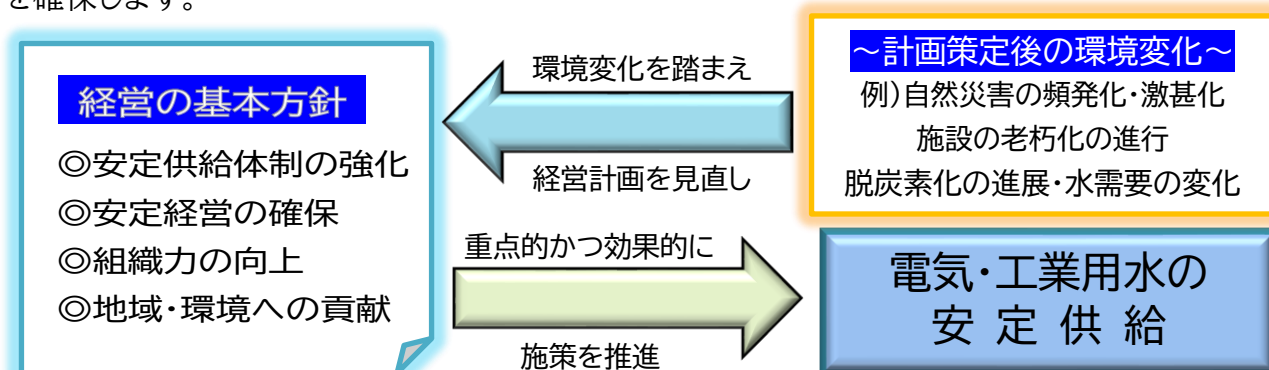 を確保します。
経営の基本方針
◎安定供給体制の強化
◎安定経営の確保
◎組織力の向上
◎地域・環境への貢献
環境変化を踏まえ
経営計画を見直し
重点的かつ効果的に
施策を推進
～計画策定後の環境変化～
例)自然災害の頻発化・激甚化
施設の老朽化の進行
脱炭素化の進展・水需要の変化
電気・工業用水の
安定供給